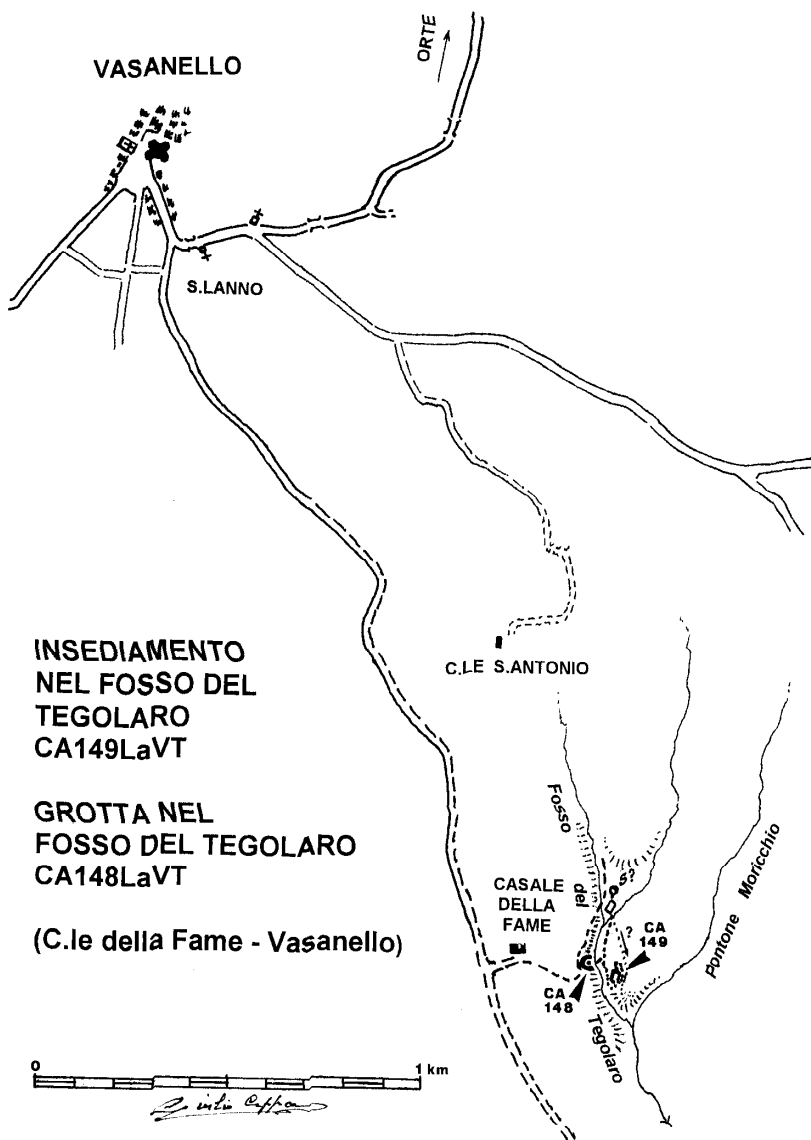 VASANELLO
ORTE
S.LANNO
C.LE S.ANTONIO
INSEDIAMENTO
NEL FOSSO DEL
TEGOLARO
CA149LaVT
GROTTA NEL
FOSSO DEL TEGOLARO
CA148LaVT
(C.le della Fame - Vasanello)
CASALE
DELLA
FAME
Fosso
del
Tegolaro
S?
?
CA
149
CA
148
Pontone Moricchio
0
1 km